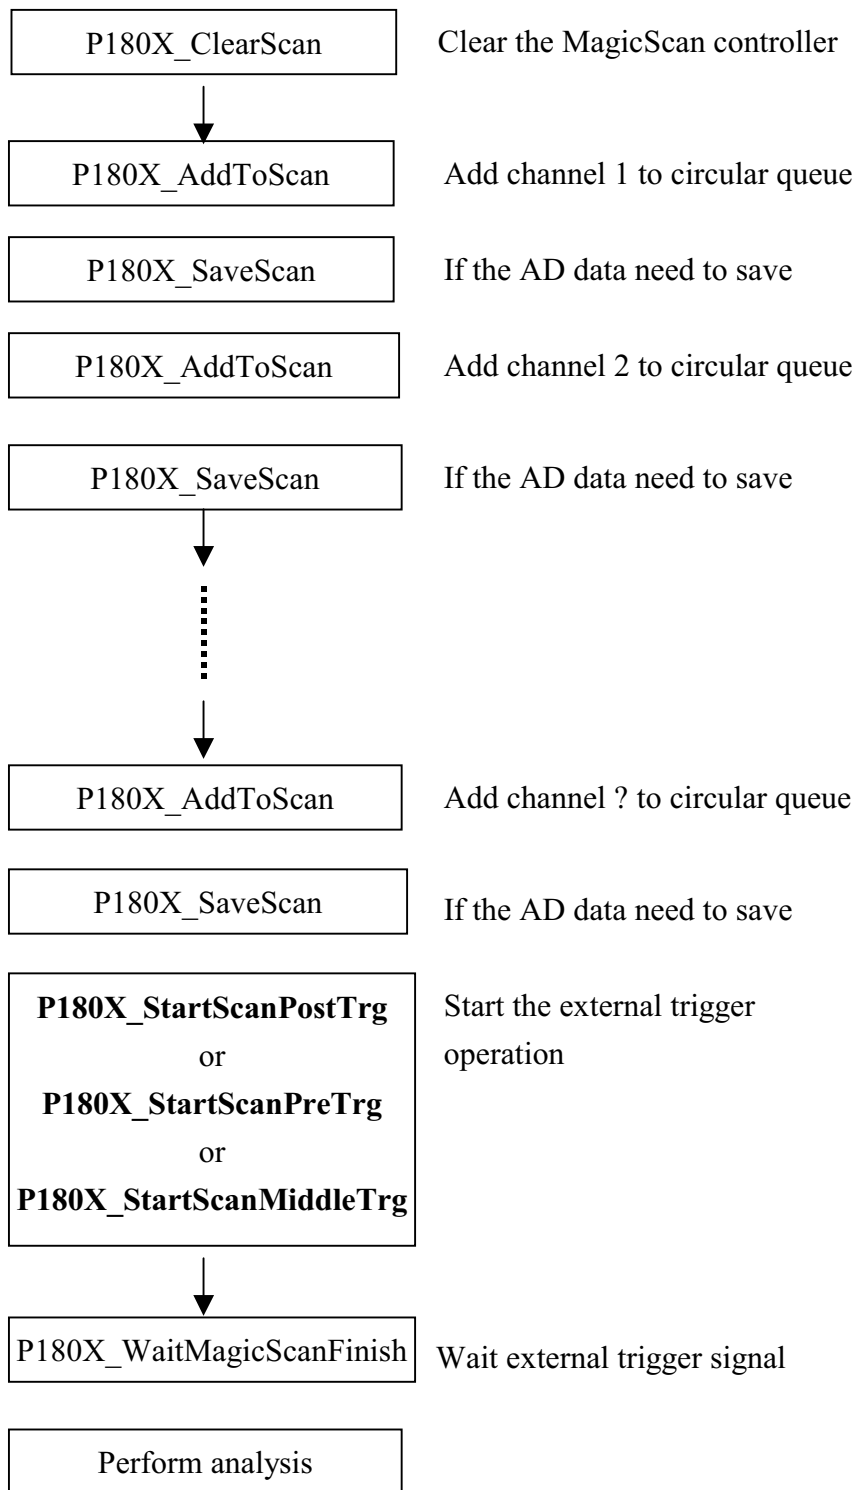 P180X_ClearScan Clear the MagicScan controller
P180X_AddToScan Add channel 1 to circular queue
P180X_SaveScan If the AD data need to save
P180X_AddToScan Add channel 2 to circular queue
P180X_SaveScan If the AD data need to save
P180X_AddToScan Add channel ? to circular queue
P180X_SaveScan If the AD data need to save
P180X_StartScanPostTrg Start the external trigger
or operation
P180X_StartScanPreTrg
or
P180X_StartScanMiddleTrg
P180X_WaitMagicScanFinish Wait external trigger signal
Perform analysis